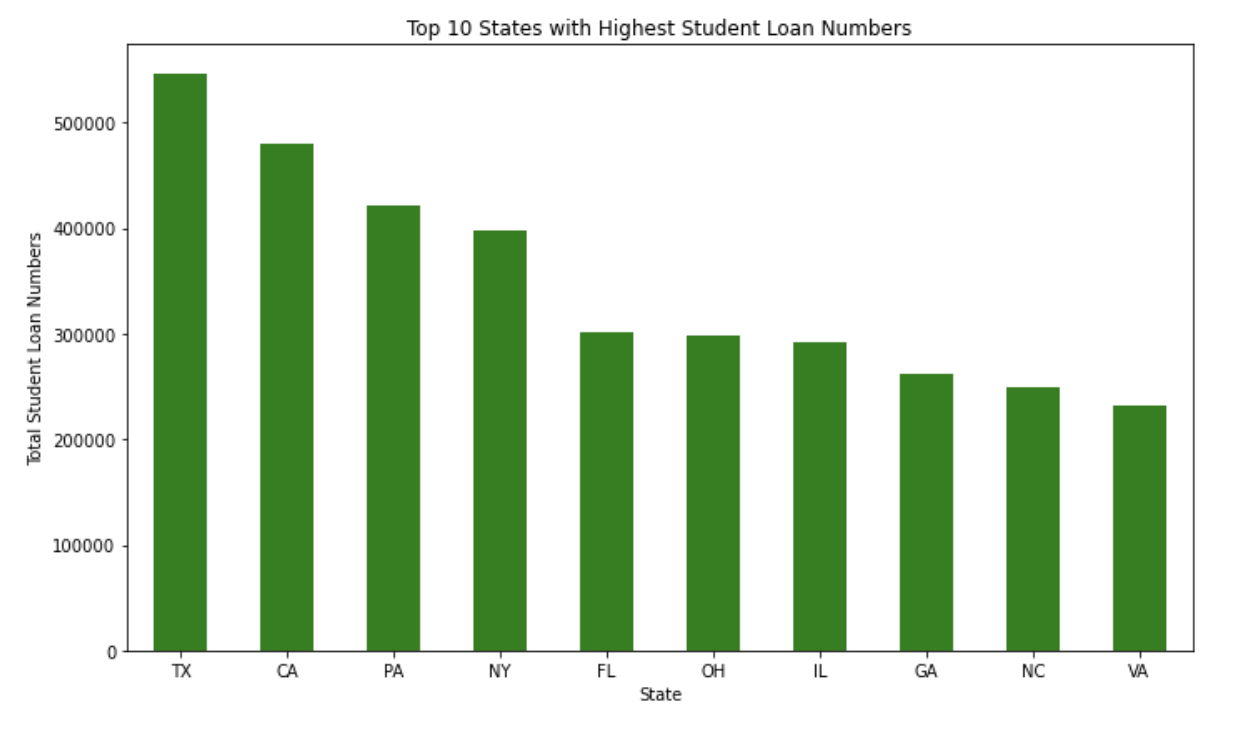 Top 10 States with Highest Student Loan Numbers
Total Student Loan Numbers
500000
400000
300000
200000
100000
0
TX CA PA NY FL OH IL GA NC VA
State